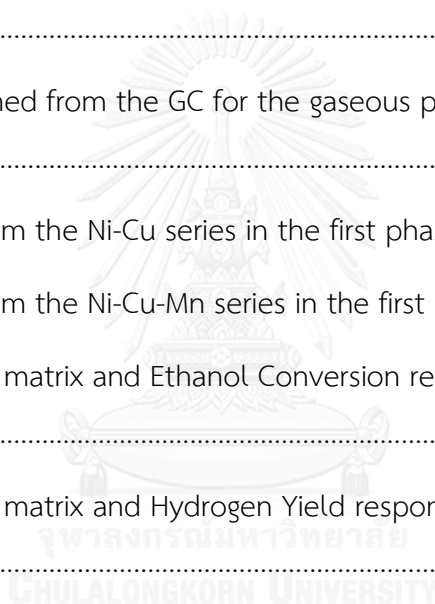 ................................................................
ned from the GC for the gaseous p
................................................................
m the Ni-Cu series in the first pha
m the Ni-Cu-Mn series in the first
matrix and Ethanol Conversion re
................................................................
matrix and Hydrogen Yield respor
จุฬาลงกรณ์มหาวิทยาลัย
................................................................
CHULALONGKORN UNIVERSITY